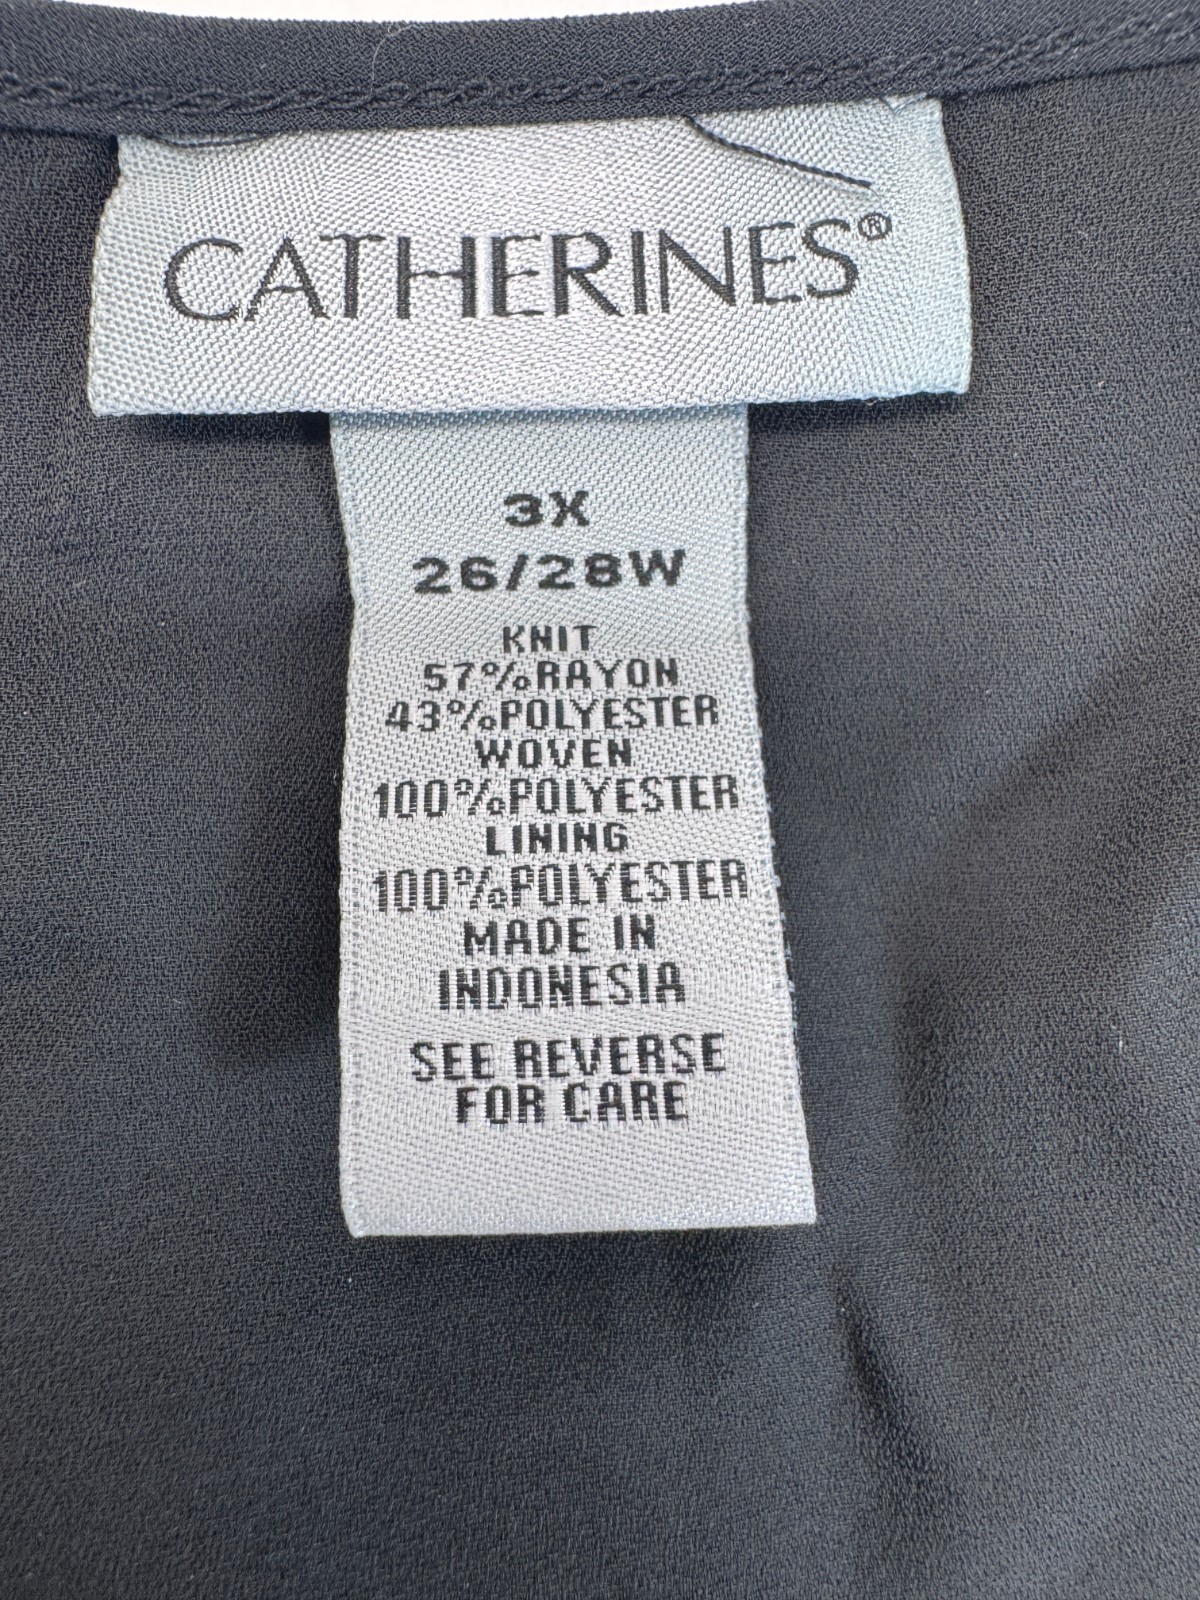 CATHERINES®
3X
26/28W
KNIT
57%RAYON
43%POLYESTER
WOVEN
100%POLYESTER
LINING
100%POLYESTER
MADE IN
INDONESIA
SEE REVERSE
FOR CARE